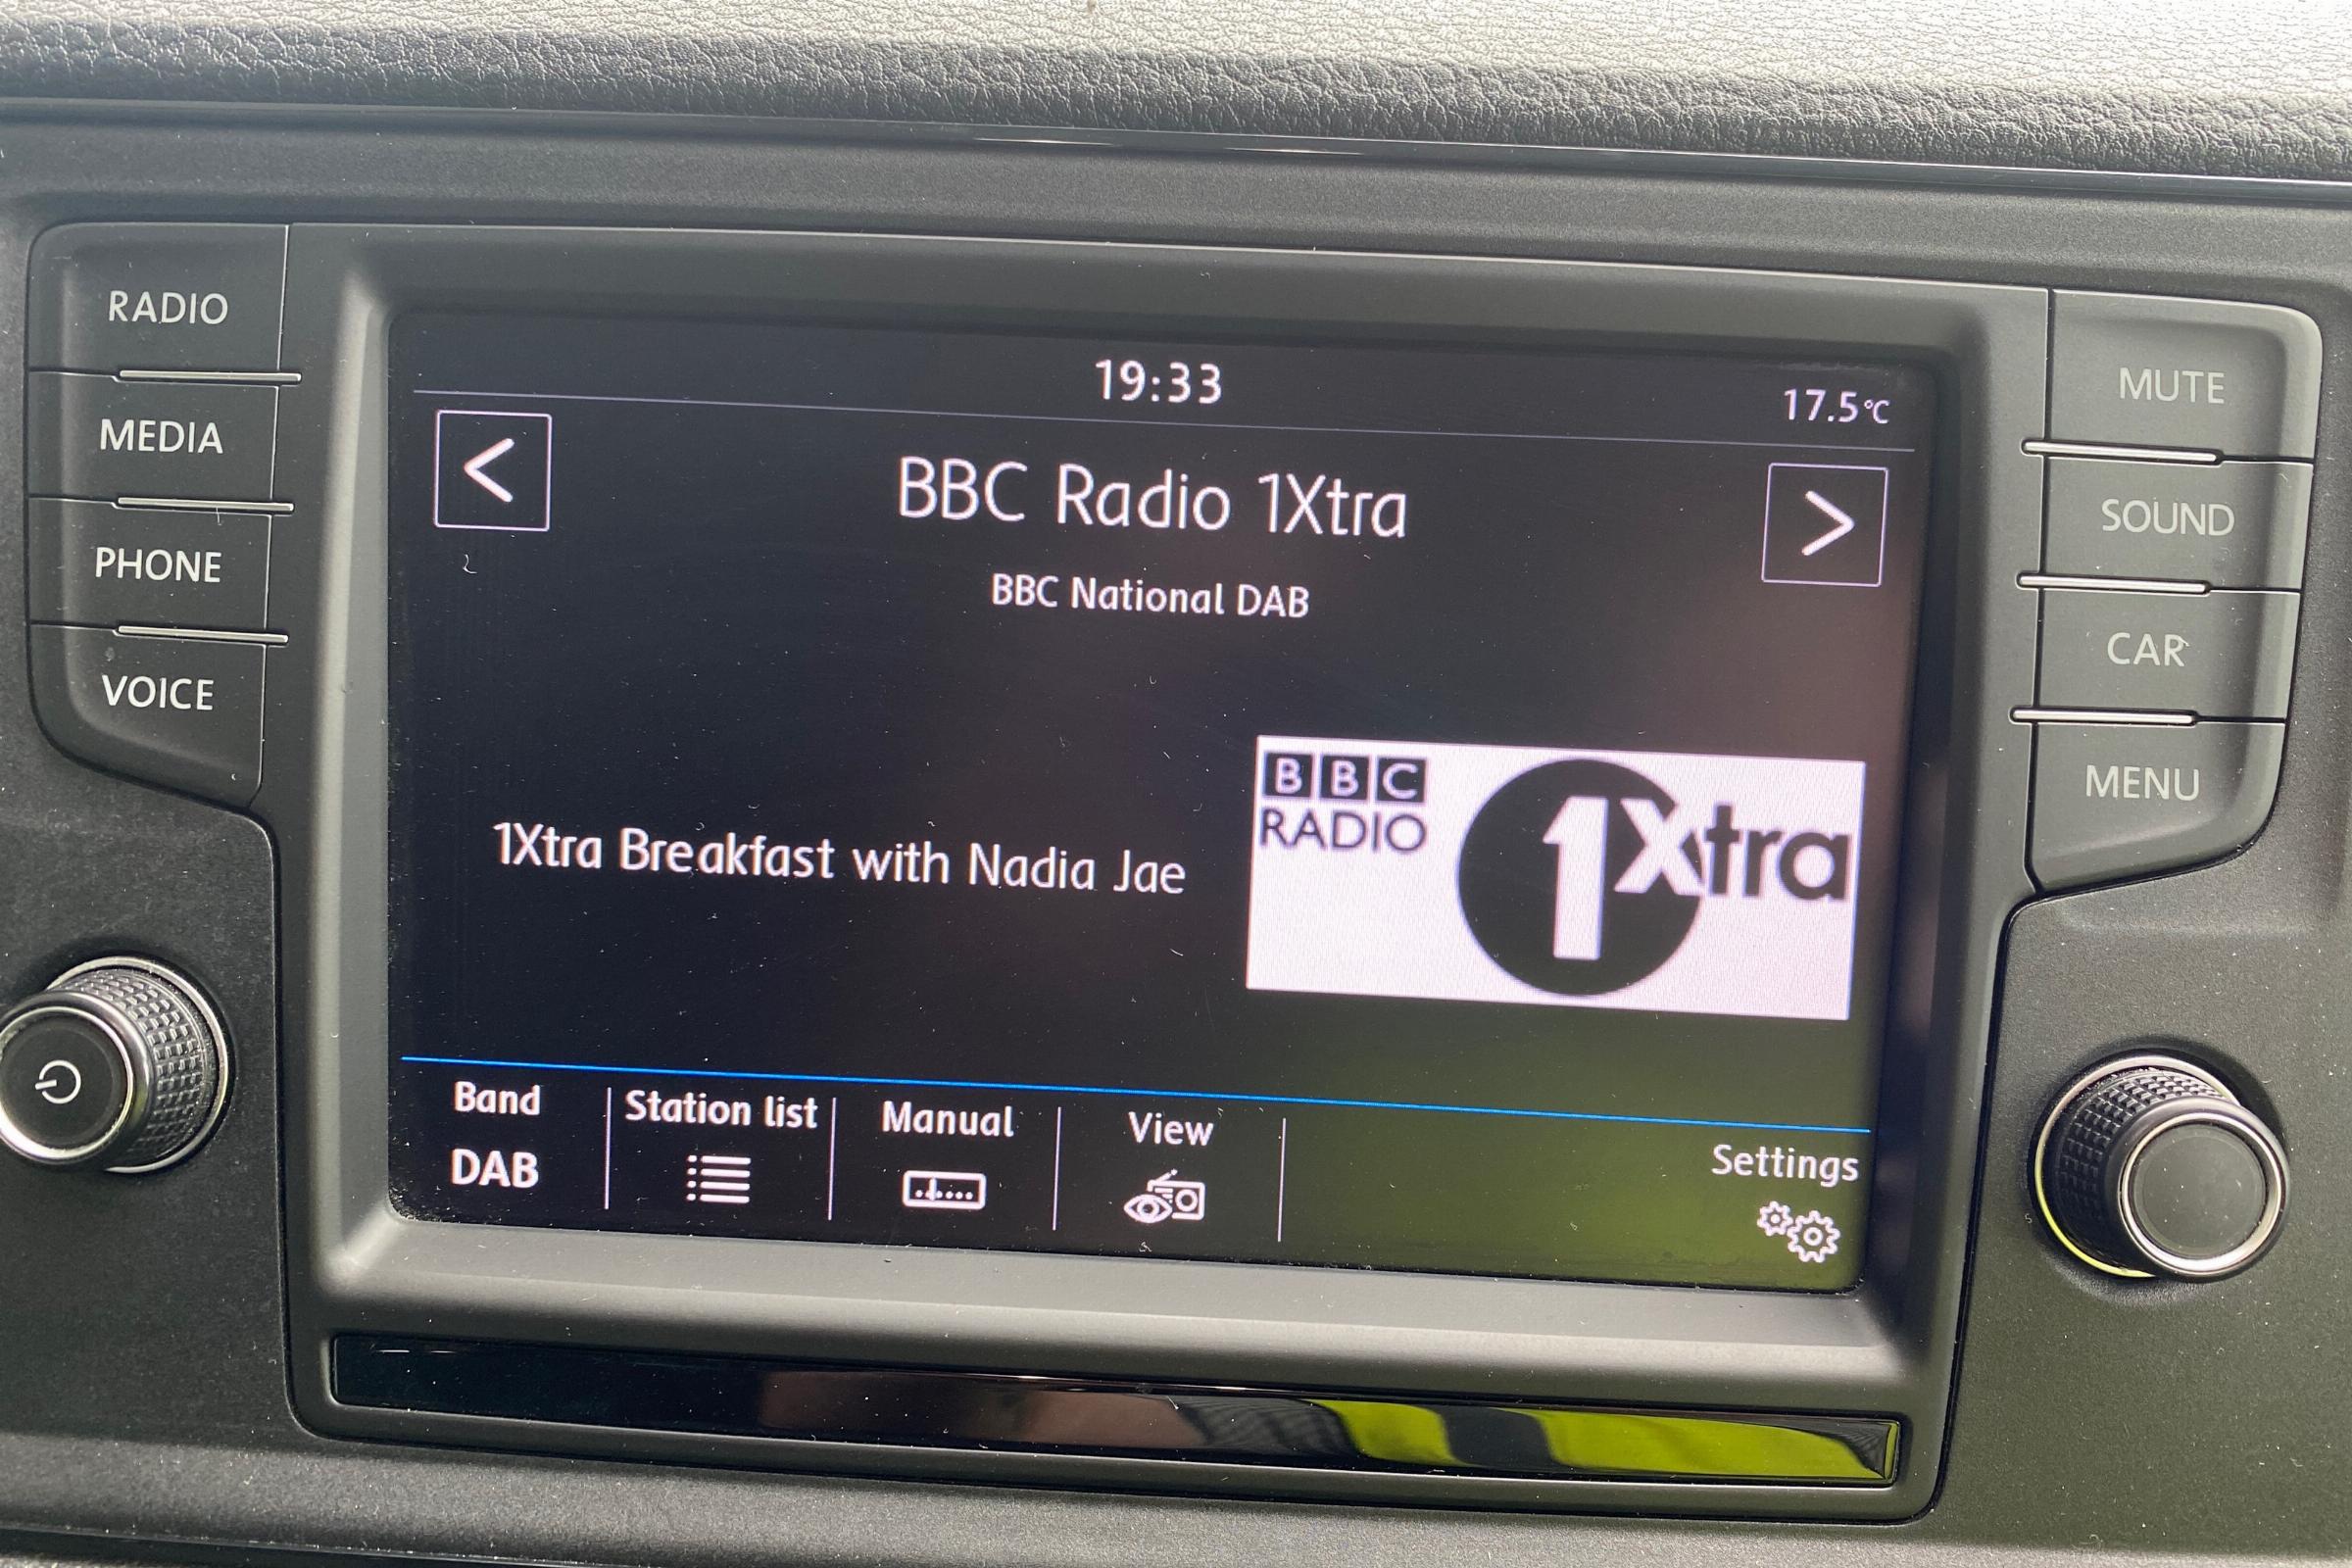 RADIO
MEDIA
PHONE
VOICE
19:33
17.5°C
<
BBC Radio 1Xtra
>
BBC National DAB
1Xtra Breakfast with Nadia Jae
BBC
RADIO
1Xtra
Band
DAB
Station list
Manual
View
Settings
MUTE
SOUND
CAR
MENU